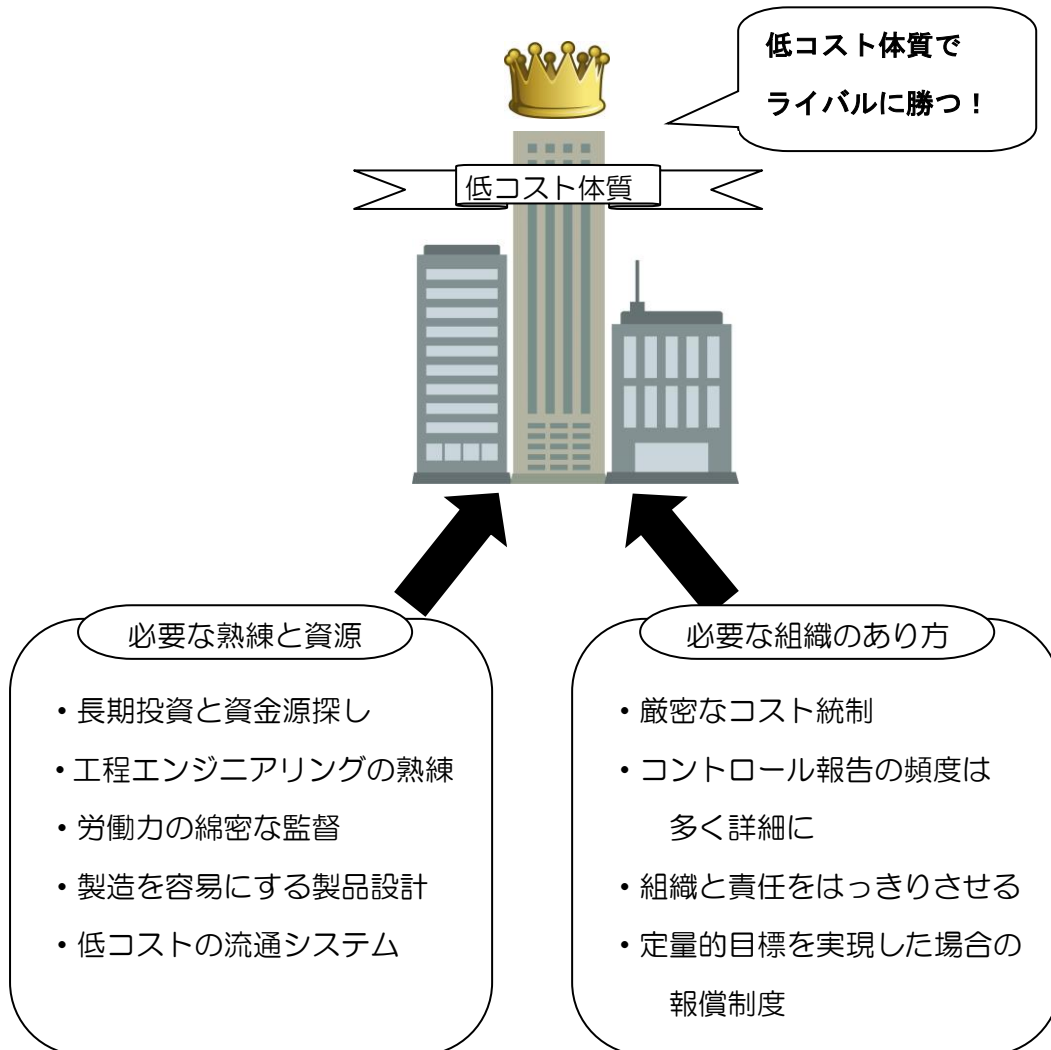 低コスト体質で
ライバルに勝つ！
低コスト体質
必要な熟練と資源
・長期投資と資金源探し
・工程エンジニアリングの熟練
・労働力の綿密な監督
・製造を容易にする製品設計
・低コストの流通システム
必要な組織のあり方
・厳密なコスト統制
・コントロール報告の頻度は
多く詳細に
・組織と責任をはっきりさせる
・定量的目標を実現した場合の
報償制度